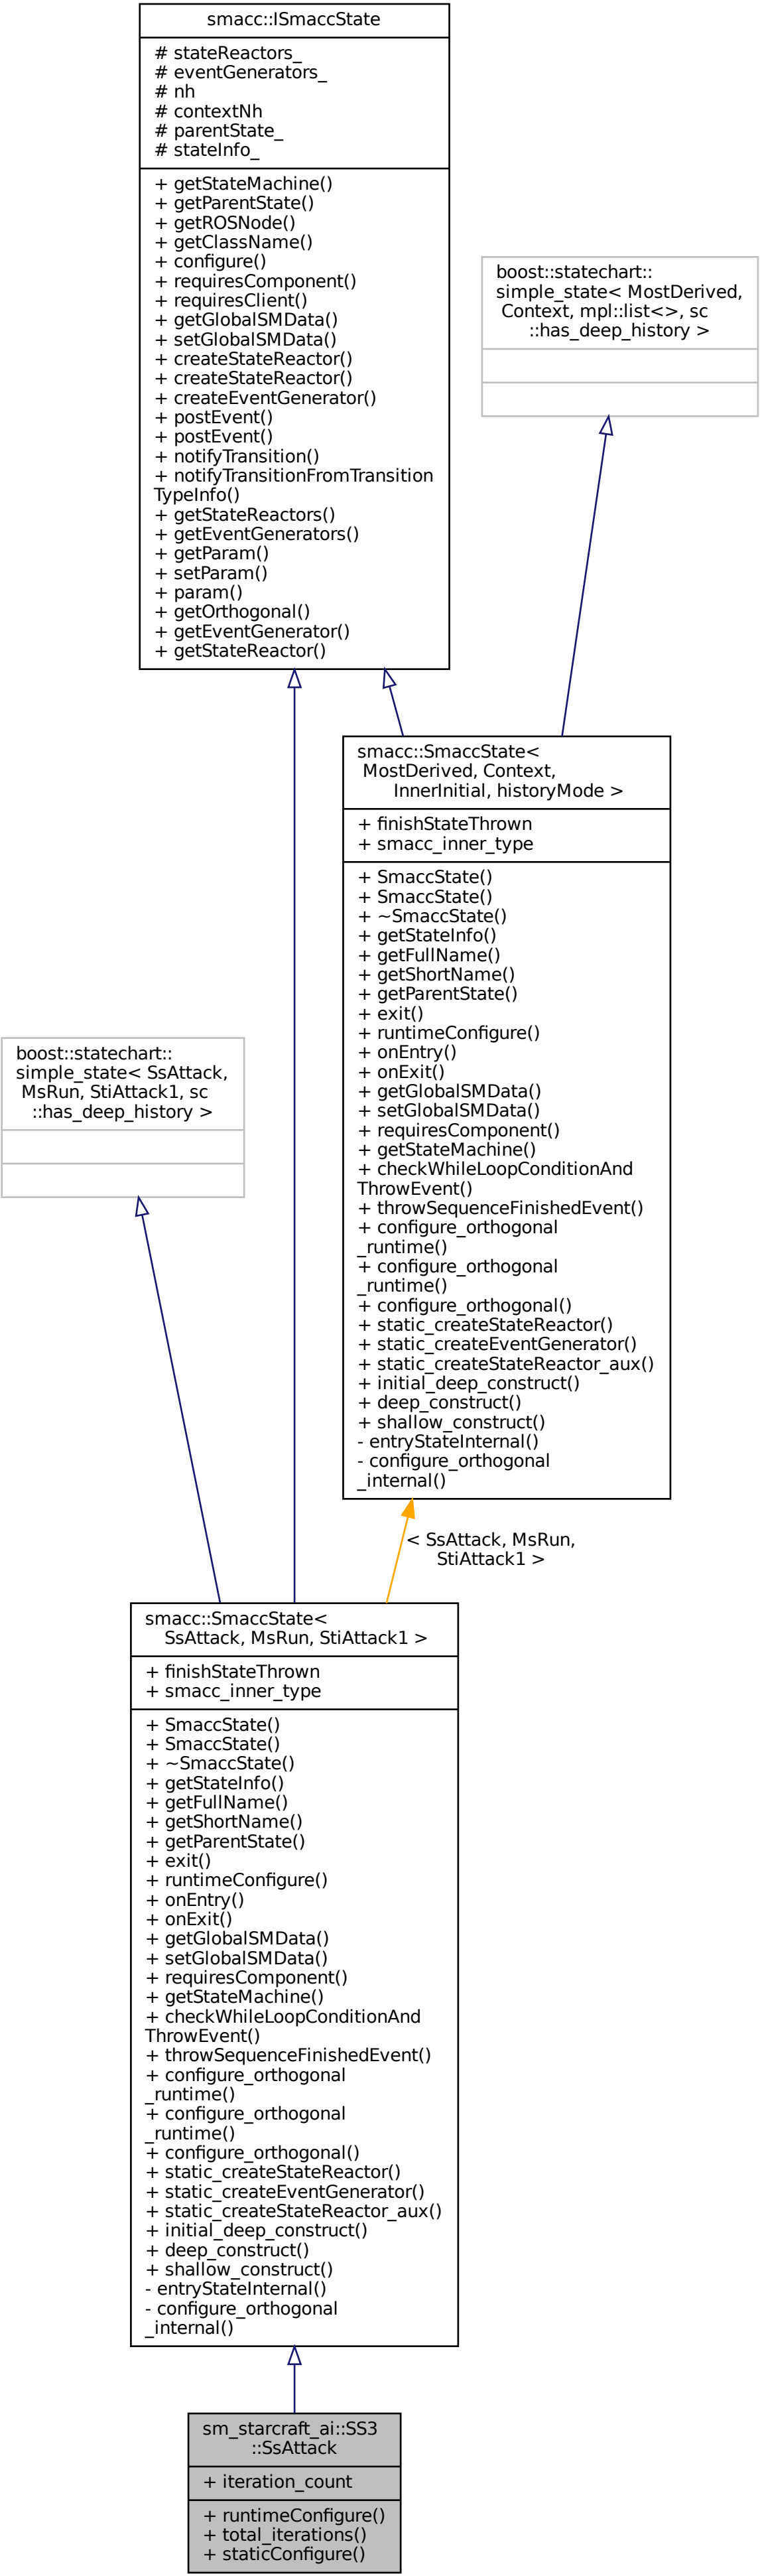 smacc::ISmaccState
# stateReactors_
# eventGenerators_
# nh
# contextNh
# parentState_
# stateInfo_
+ getStateMachine()
+ getParentState()
+ getROSNode()
+ getClassName()
+ configure()
+ requiresComponent()
+ requiresClient()
+ getGlobalSMData()
+ setGlobalSMData()
+ createStateReactor()
+ createStateReactor()
+ createEventGenerator()
+ postEvent()
+ postEvent()
+ notifyTransition()
+ notifyTransitionFromTransition
TypeInfo()
+ getStateReactors()
+ getEventGenerators()
+ getParam()
+ setParam()
+ param()
+ getOrthogonal()
+ getEventGenerator()
+ getStateReactor()
boost::statechart::
simple_state< MostDerived,
Context, mpl::list<>, sc
::has_deep_history >
smacc::SmaccState<
MostDerived, Context,
InnerInitial, historyMode >
+ finishStateThrown
+ smacc_inner_type
+ SmaccState()
+ SmaccState()
+ ~SmaccState()
+ getStateInfo()
+ getFullName()
+ getShortName()
+ getParentState()
+ exit()
+ runtimeConfigure()
+ onEntry()
+ onExit()
+ getGlobalSMData()
+ setGlobalSMData()
+ requiresComponent()
+ getStateMachine()
+ checkWhileLoopConditionAnd
ThrowEvent()
+ throwSequenceFinishedEvent()
+ configure_orthogonal
_runtime()
+ configure_orthogonal
_runtime()
+ configure_orthogonal()
+ static_createStateReactor()
+ static_createEventGenerator()
+ static_createStateReactor_aux()
+ initial_deep_construct()
+ deep_construct()
+ shallow_construct()
- entryStateInternal()
- configure_orthogonal
_internal()
boost::statechart::
simple_state< SsAttack,
MsRun, StiAttack1, sc
::has_deep_history >
< SsAttack, MsRun,
StiAttack1 >
smacc::SmaccState<
SsAttack, MsRun, StiAttack1 >
+ finishStateThrown
+ smacc_inner_type
+ SmaccState()
+ SmaccState()
+ ~SmaccState()
+ getStateInfo()
+ getFullName()
+ getShortName()
+ getParentState()
+ exit()
+ runtimeConfigure()
+ onEntry()
+ onExit()
+ getGlobalSMData()
+ setGlobalSMData()
+ requiresComponent()
+ getStateMachine()
+ checkWhileLoopConditionAnd
ThrowEvent()
+ throwSequenceFinishedEvent()
+ configure_orthogonal
_runtime()
+ configure_orthogonal
_runtime()
+ configure_orthogonal()
+ static_createStateReactor()
+ static_createEventGenerator()
+ static_createStateReactor_aux()
+ initial_deep_construct()
+ deep_construct()
+ shallow_construct()
- entryStateInternal()
- configure_orthogonal
_internal()
sm_starcraft_ai::SS3
::SsAttack
+ iteration_count
+ runtimeConfigure()
+ total_iterations()
+ staticConfigure()